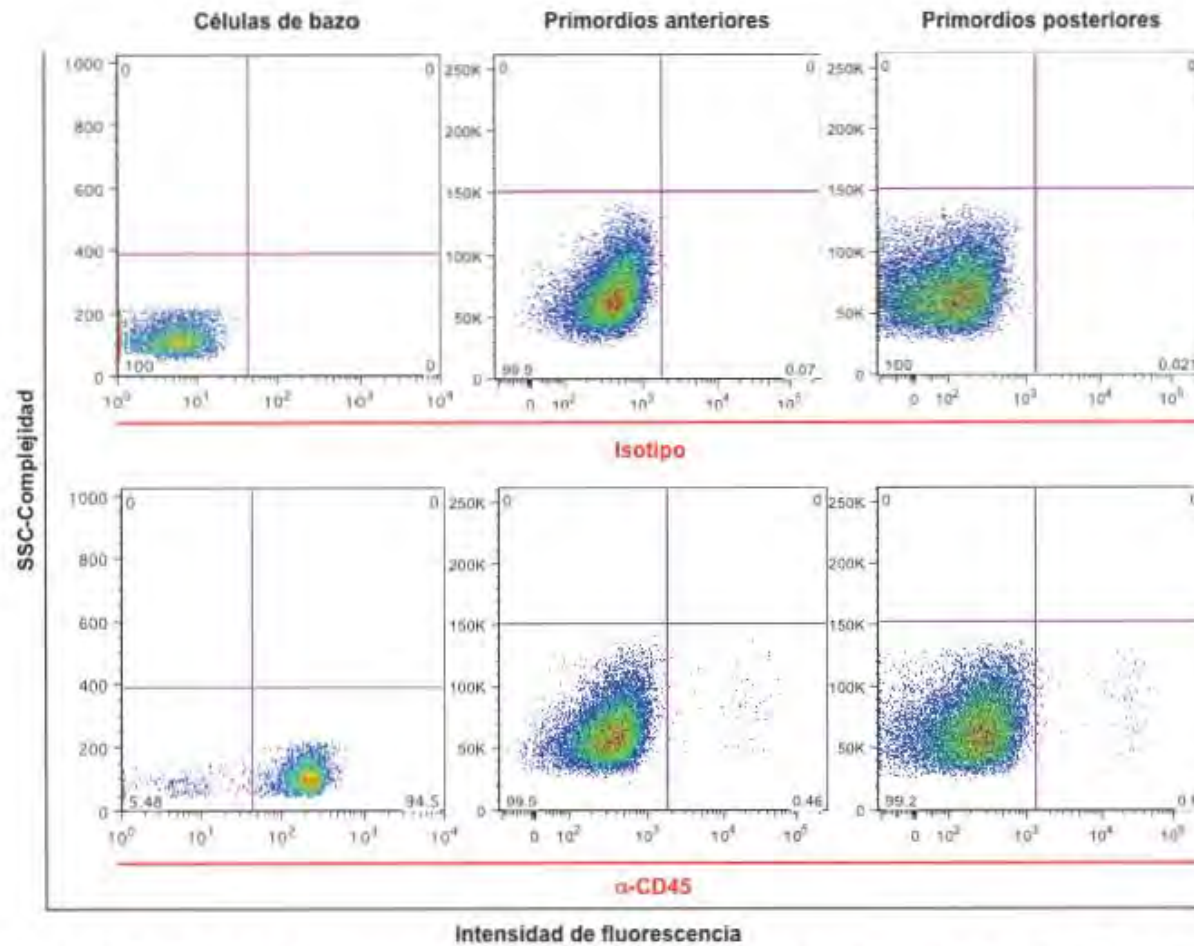 Células de bazo Primordios anteriores Primordios posteriores
SSC-Complejidad
1000 800 600 400 200 0
0 0
100 0
10⁰ 10¹ 10² 10³ 10⁴
250K 200K 150K 100K 50K 0
0 0
99.9 0.07
0 10² 10³ 10⁴ 10⁵
250K 200K 150K 100K 50K 0
0 0
100 0.021
0 10² 10³ 10⁴ 10⁵
Isotipo
1000 800 600 400 200 0
0 0
5.48 94.5
10⁰ 10¹ 10² 10³ 10⁴
250K 200K 150K 100K 50K 0
0 0
99.5 0.46
0 10² 10³ 10⁴ 10⁵
250K 200K 150K 100K 50K 0
0 0
99.2
0 10² 10³ 10⁴ 10⁵
α-CD45
Intensidad de fluorescencia